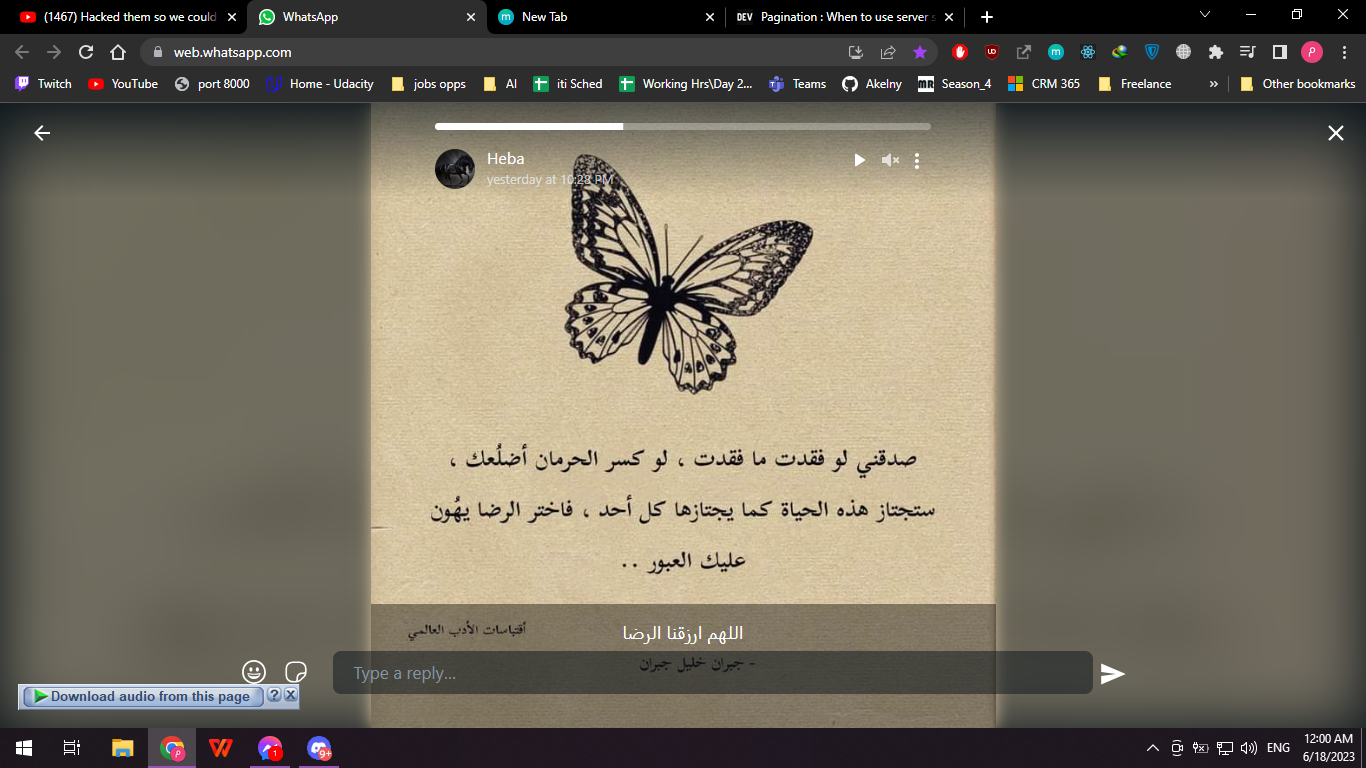 (1467) Hacked them so we could
WhatsApp
New Tab
DEV Pagination : When to use server s
web.whatsapp.com
Twitch
YouTube
port 8000
Home - Udacity
jobs opps
AI
iti Sched
Working Hrs\Day 2...
Teams
Akelny
Season_4
CRM 365
Freelance
»
Other bookmarks
Heba
yesterday at 10:28 PM
صدقني لو فقدت ما فقدت ، لو كسر الحرمان أضلُعك ،
ستجتاز هذه الحياة كما يجتازها كل أحد ، فاختر الرضا يهُون
عليك العبور ..
أقتباسات الأدب العالمي
اللهم ارزقنا الرضا
- جبران خليل جبران
Type a reply...
Download audio from this page ? X
1
9+
ENG
12:00 AM
6/18/2023